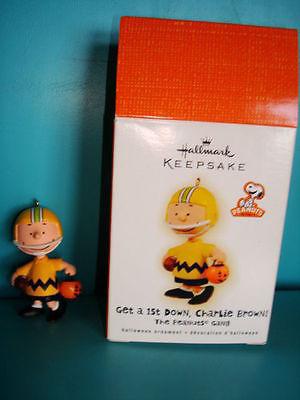 Hallmark
KEEPSAKE
PEANUTS
Get a 1st Down, Charlie Brown!
The Peanuts® Gang
halloween ornament • décoration d'halloween